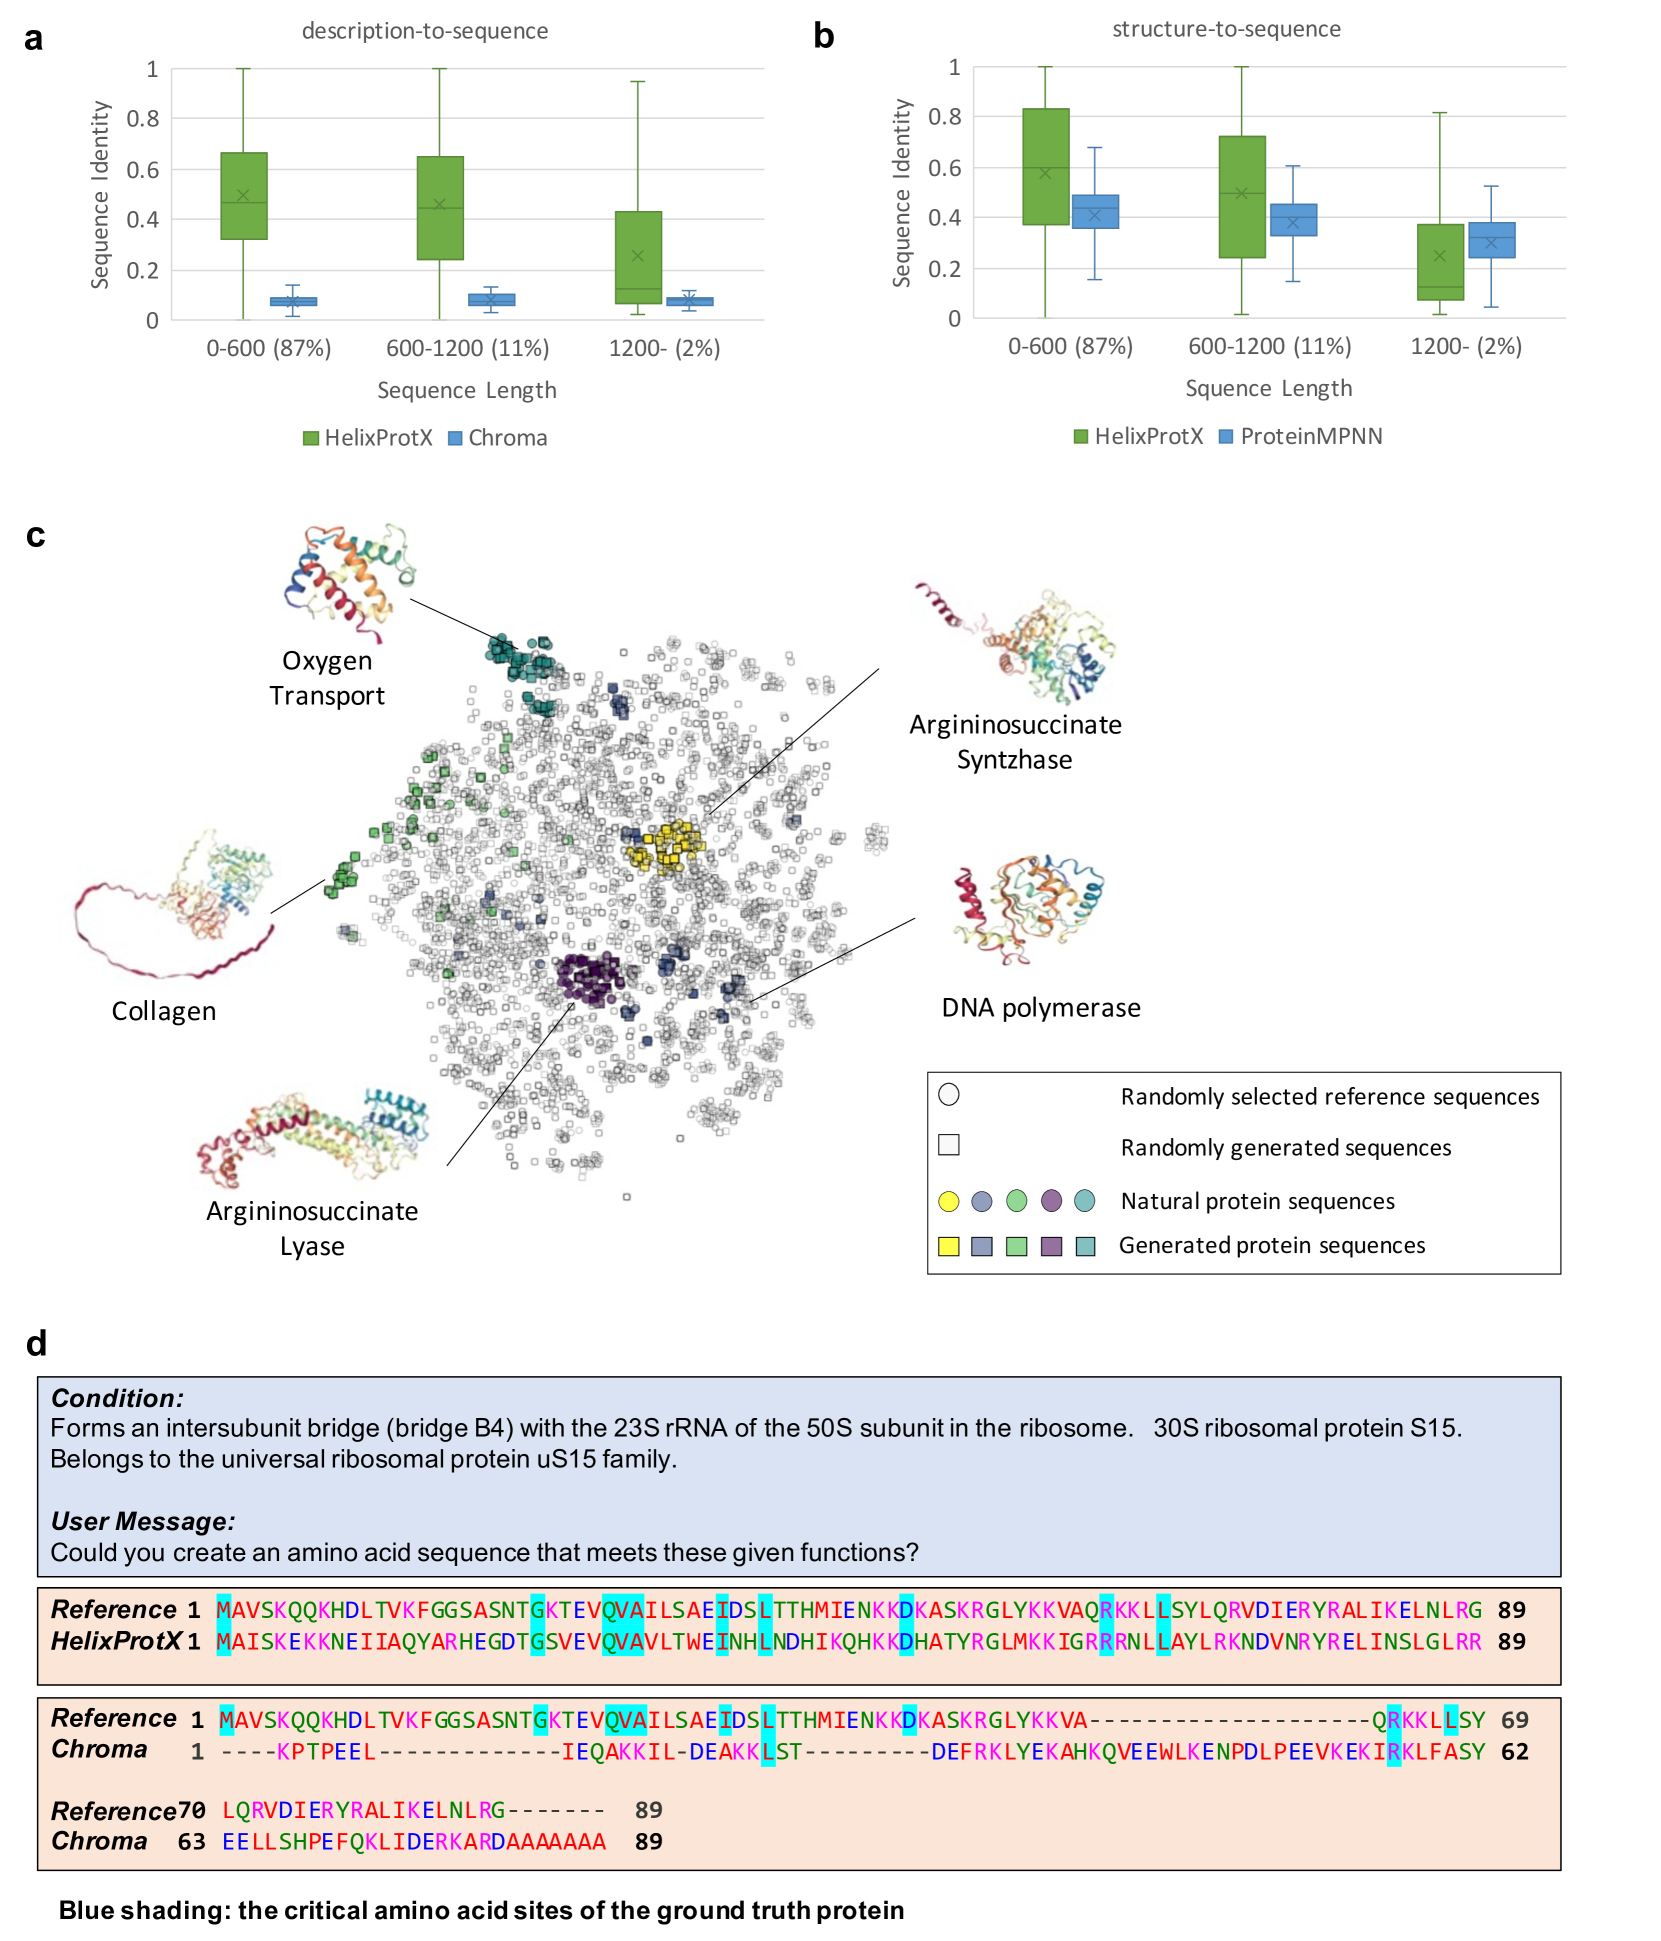 a
description-to-sequence
Sequence Identity
1
0.8
0.6
0.4
0.2
0
0-600 (87%)
600-1200 (11%)
1200- (2%)
Sequence Length
HelixProtX
Chroma
b
structure-to-sequence
Sequence Identity
1
0.8
0.6
0.4
0.2
0
0-600 (87%)
600-1200 (11%)
1200- (2%)
Squence Length
HelixProtX
ProteinMPNN
c
Oxygen
Transport
Argininosuccinate
Syntzhase
Collagen
DNA polymerase
Argininosuccinate
Lyase
Randomly selected reference sequences
Randomly generated sequences
Natural protein sequences
Generated protein sequences
d
Condition:
Forms an intersubunit bridge (bridge B4) with the 23S rRNA of the 50S subunit in the ribosome. 30S ribosomal protein S15.
Belongs to the universal ribosomal protein uS15 family.
User Message:
Could you create an amino acid sequence that meets these given functions?
Reference 1 MAVSKQQKHDLTVKFGGSASNTGKTEVQVAILSAEIDSLTTHMIENKKDKASKRGLYKKVAQRKKLLSYLQRVDIERYRALIKELNLRG 89
HelixProtX 1 MAISKEKKNEIIAQYARHEGDTGSVEVQVAVLTWEINHLNDHIKQHKKDHATYRGLMKKIGRRRNLLAYLRKNDVNRYRELINSLGLRR 89
Reference 1 MAVSKQQKHDLTVKFGGSASNTGKTEVQVAILSAEIDSLTTHMIENKKDKASKRGLYKKVA--------------------QRKKLLSY 69
Chroma 1 ----KPTPEEL-------------IEQAKKIL-DEAKKLST---------DEFRKLYEKAHKQVEEWLKENPDLPEEVKEKIRKLFASY 62
Reference 70 LQRVDIERYRALIKELNLRG------- 89
Chroma 63 EELLSHPEFQKLIDERKARDAAAAAAA 89
Blue shading: the critical amino acid sites of the ground truth protein